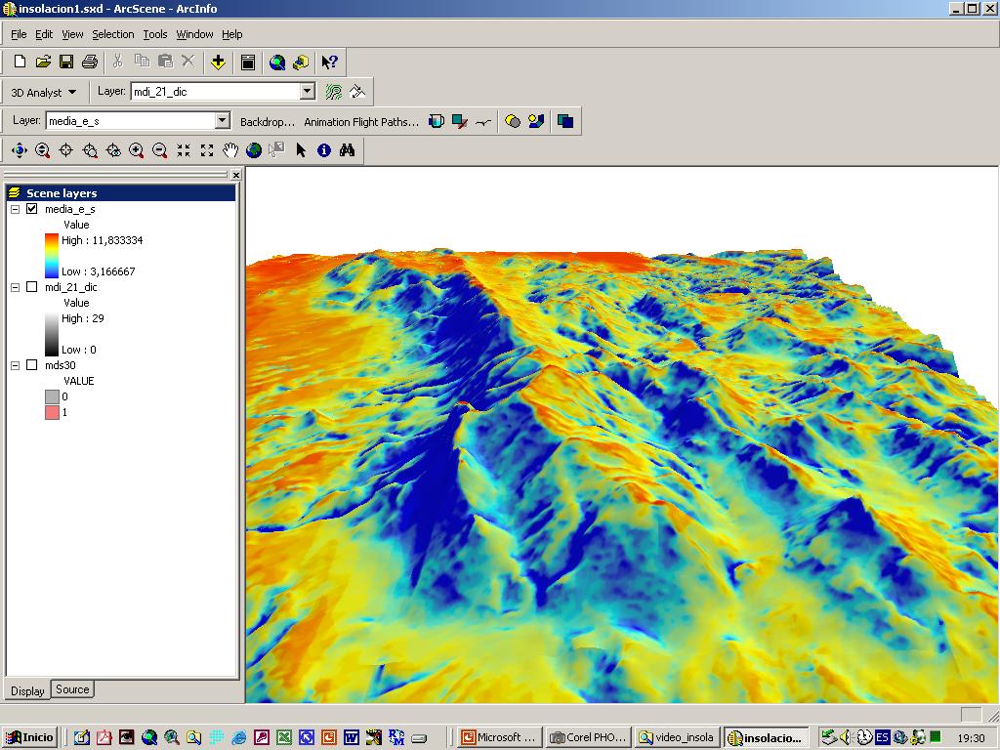 insolacion1.sxd - ArcScene - ArcInfo
File Edit View Selection Tools Window Help
3D Analyst Layer: mdi_21_dic
Layer: media_e_s Backdrop... Animation Flight Paths...
Scene layers
media_e_s
Value
High : 11,833334
Low : 3,166667
mdi_21_dic
Value
High : 29
Low : 0
mds30
VALUE
0
1
Display Source
Inicio Microsoft ... Corel PHO... video_insola insolacio... ES 19:30